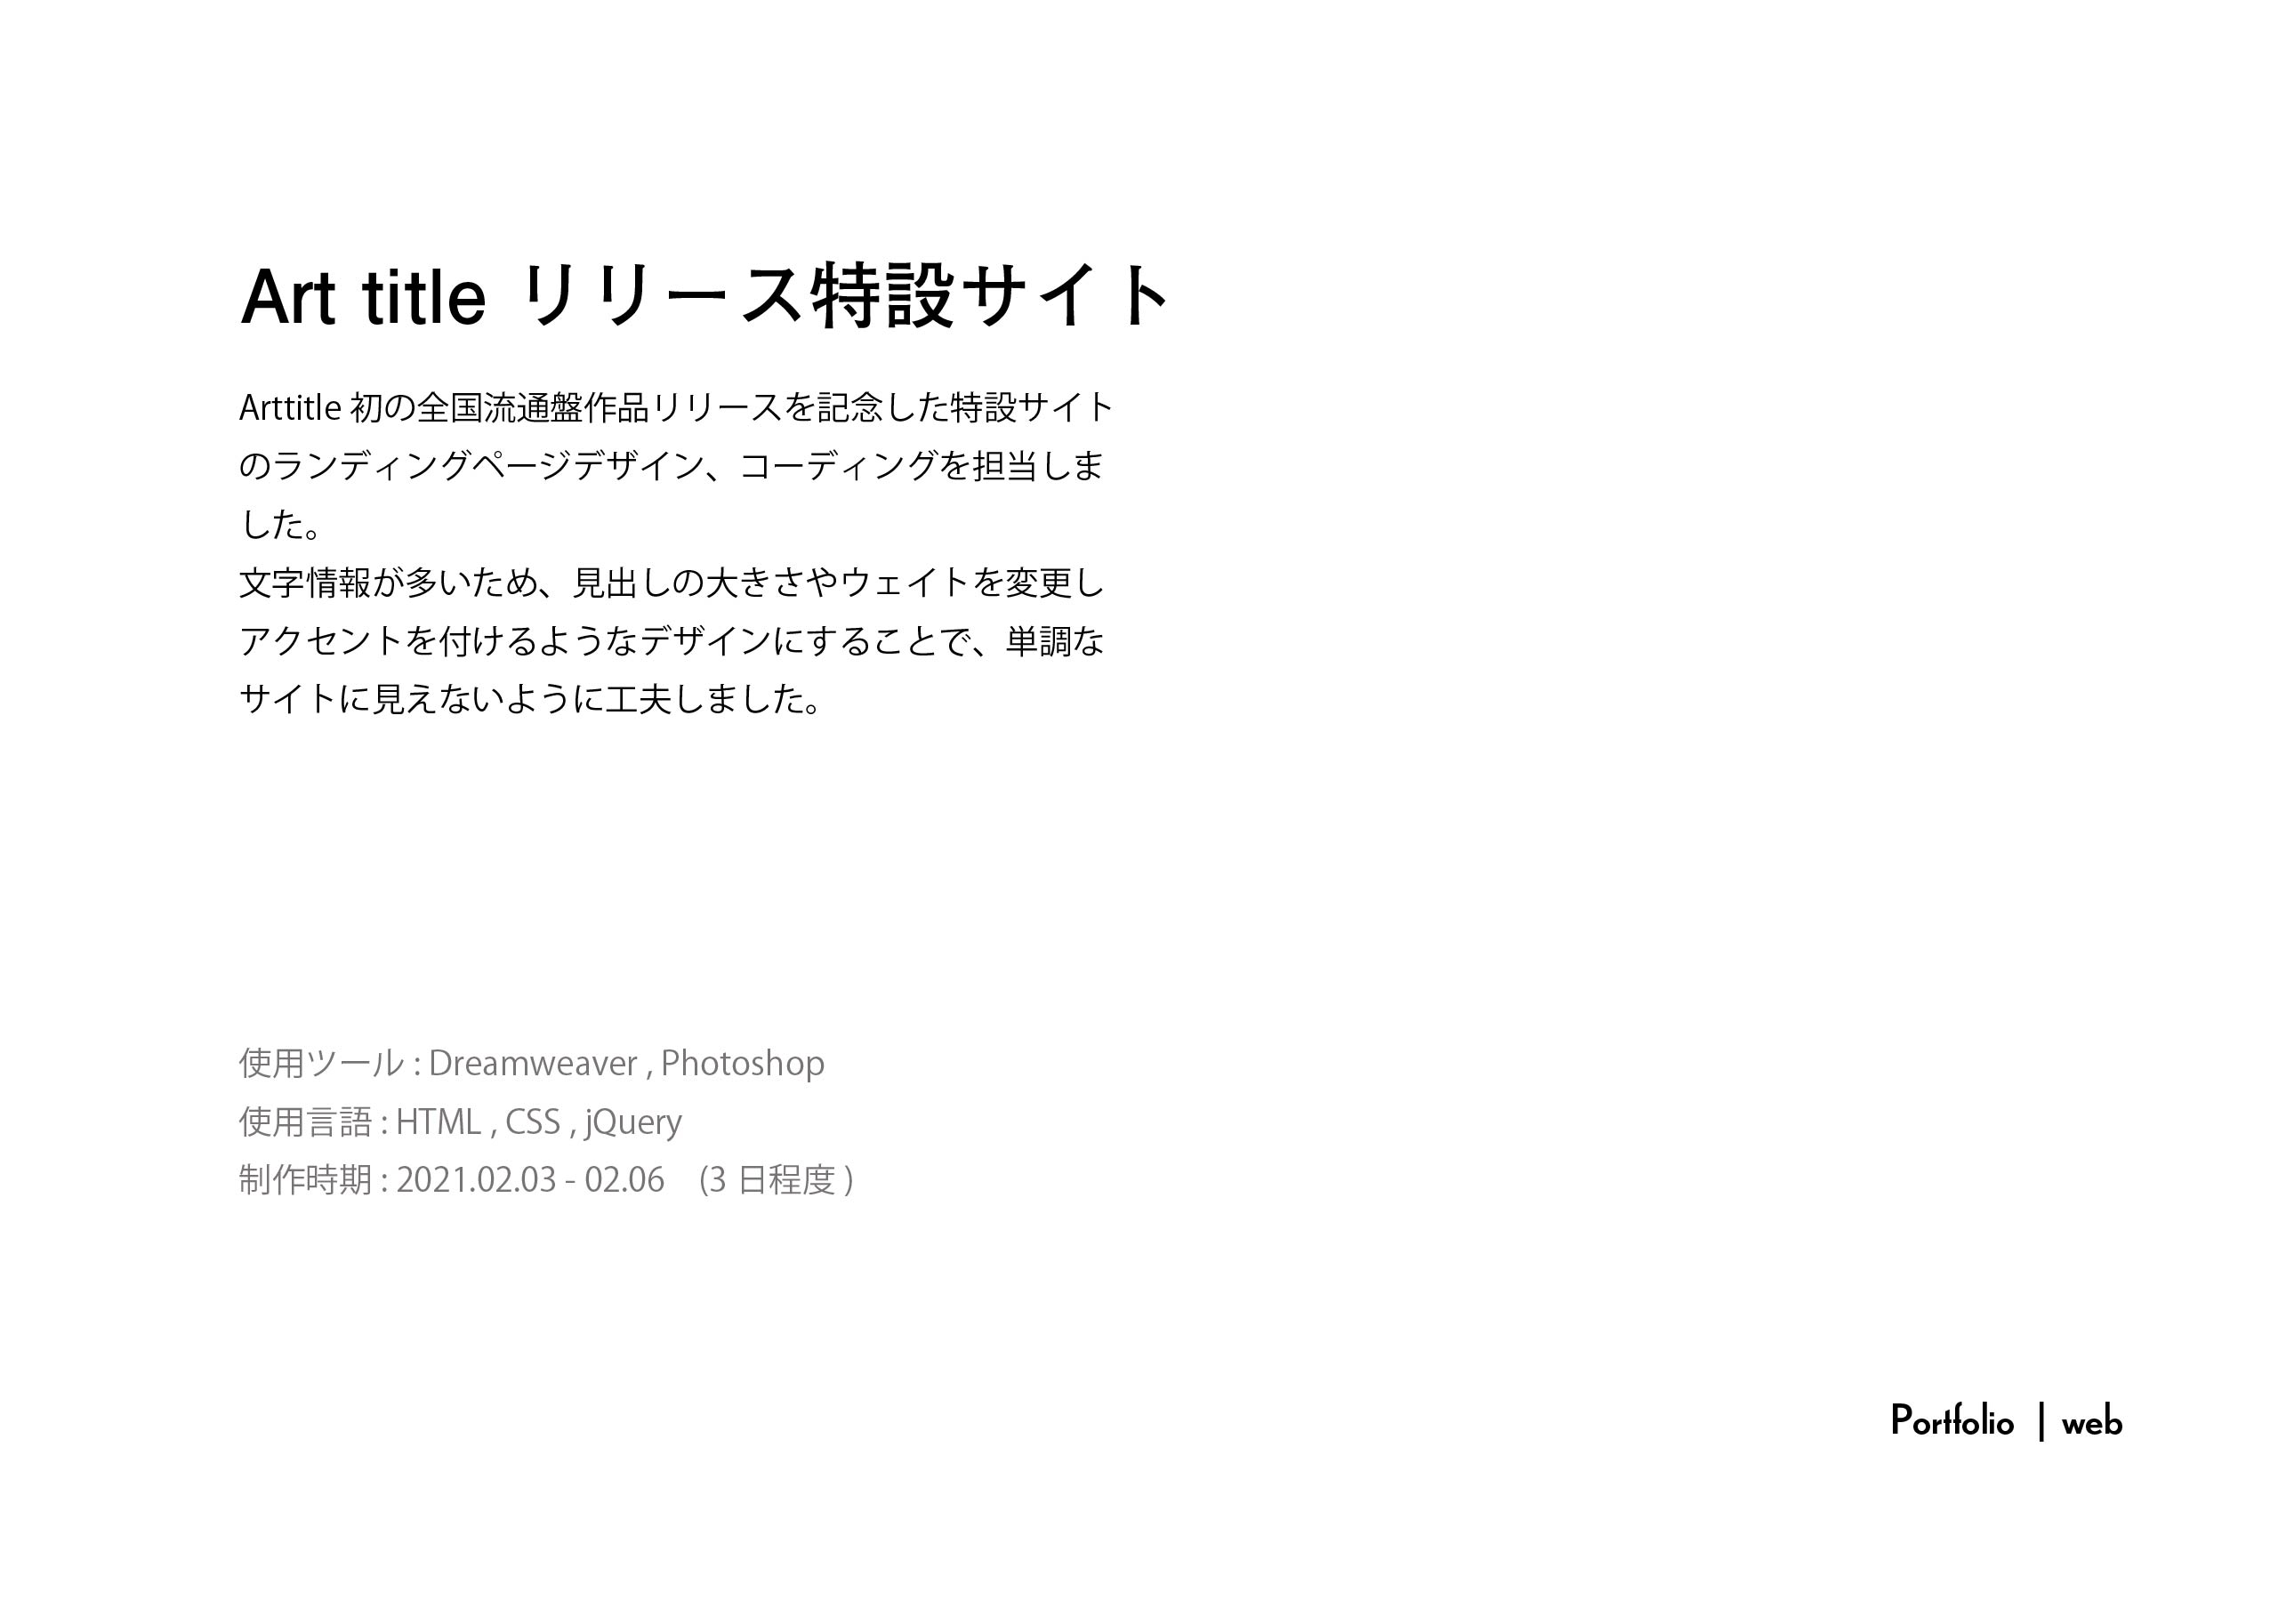 Art title リリース特設サイト
Arttitle 初の全国流通盤作品リリースを記念した特設サイト
のランディングページデザイン、コーディングを担当しま
した。
文字情報が多いため、見出しの大きさやウェイトを変更し
アクセントを付けるようなデザインにすることで、単調な
サイトに見えないように工夫しました。
使用ツール : Dreamweaver , Photoshop
使用言語 : HTML , CSS , jQuery
制作時期 : 2021.02.03 - 02.06　(3 日程度 )
Portfolio | web